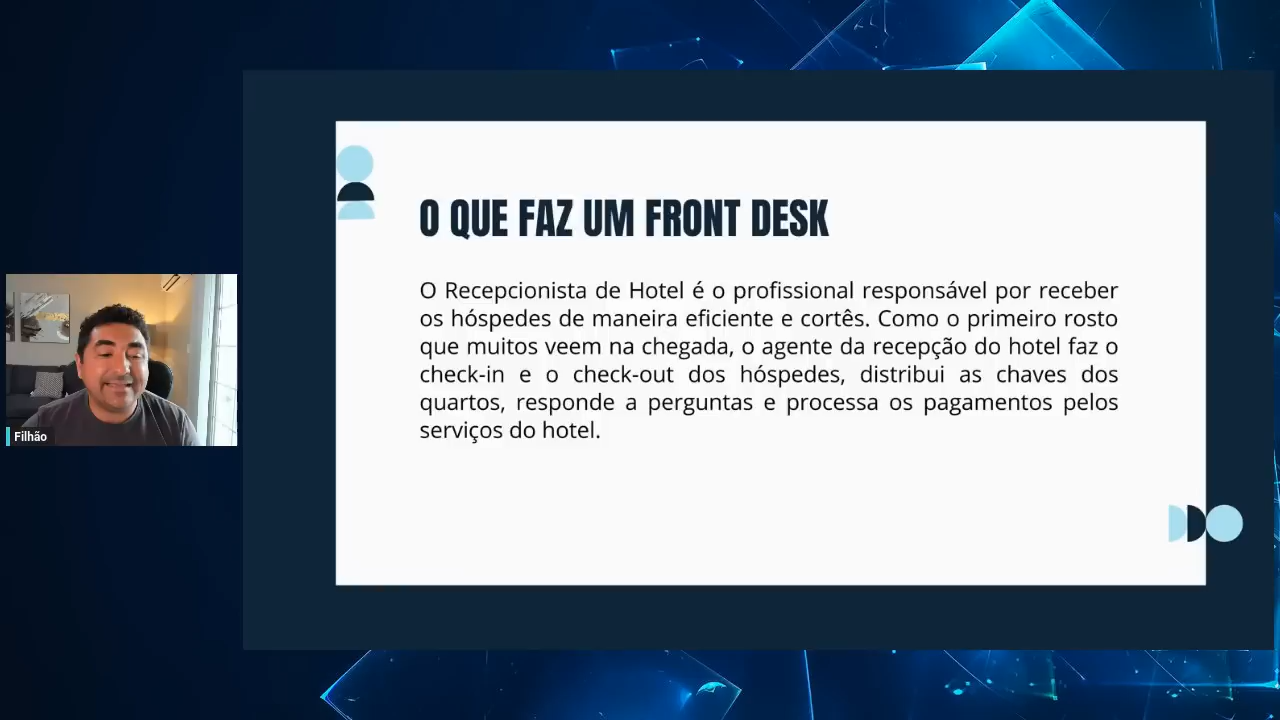 O QUE FAZ UM FRONT DESK
O Recepcionista de Hotel é o profissional responsável por receber
os hóspedes de maneira eficiente e cortês. Como o primeiro rosto
que muitos veem na chegada, o agente da recepção do hotel faz o
check-in e o check-out dos hóspedes, distribui as chaves dos
quartos, responde a perguntas e processa os pagamentos pelos
serviços do hotel.
Filhão